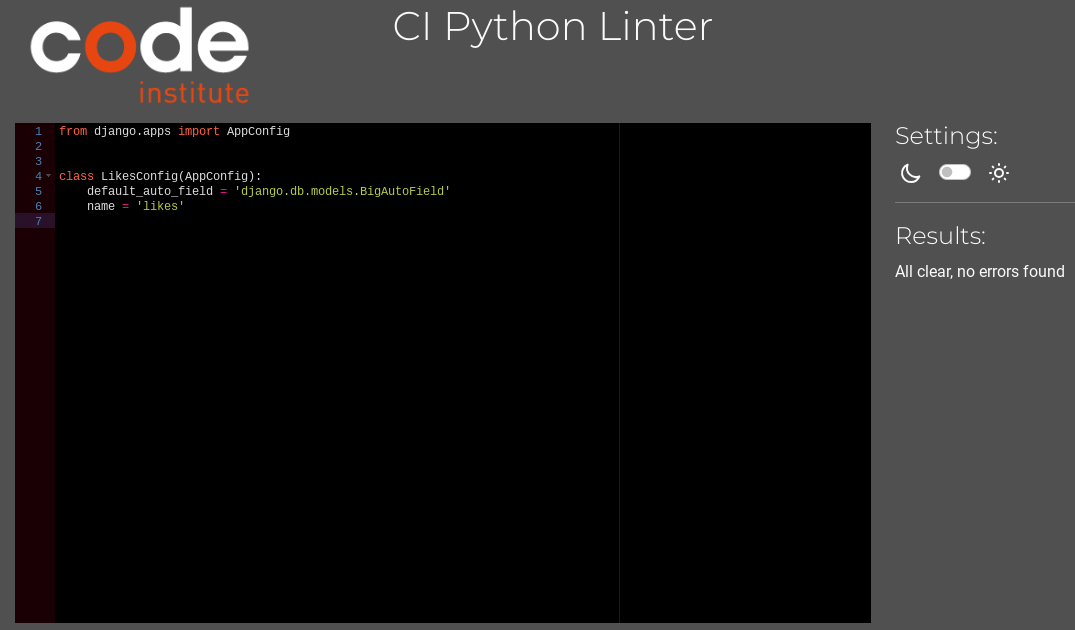 code
institute
CI Python Linter
1 from django.apps import AppConfig
2
3
4 class LikesConfig(AppConfig):
5     default_auto_field = 'django.db.models.BigAutoField'
6     name = 'likes'
7
Settings:
Results:
All clear, no errors found